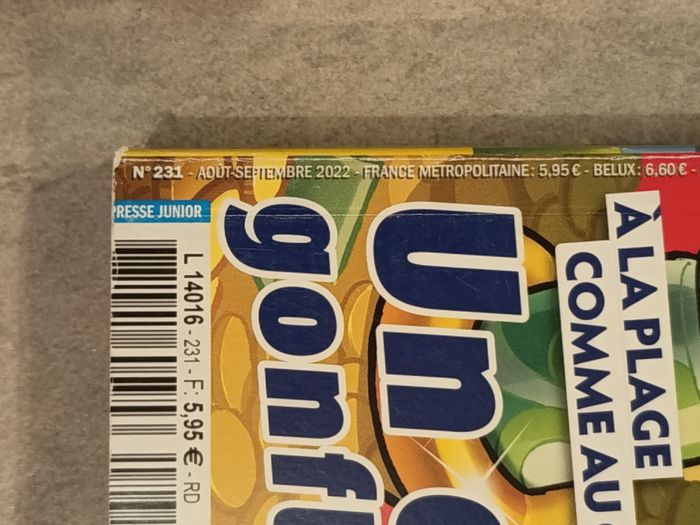 N°231 - AOÛT-SEPTEMBRE 2022 - FRANCE MÉTROPOLITAINE : 5,95 € - BELUX : 6,60 € -
PRESSE JUNIOR
L 14016 - 231 - F: 5,95 € - RD
Un
gonf
À LA PLAGE
COMME AU